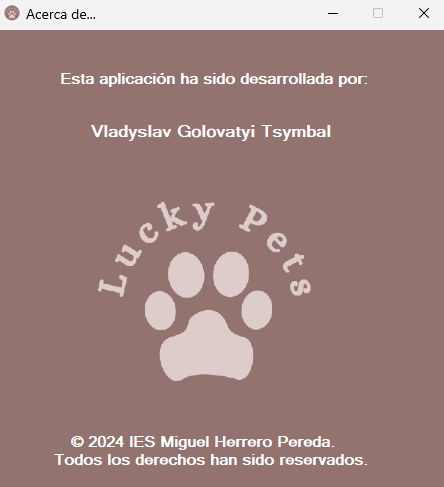 Acerca de...
Esta aplicación ha sido desarrollada por:
Vladyslav Golovatyi Tsymbal
Lucky Pets
© 2024 IES Miguel Herrero Pereda.
Todos los derechos han sido reservados.